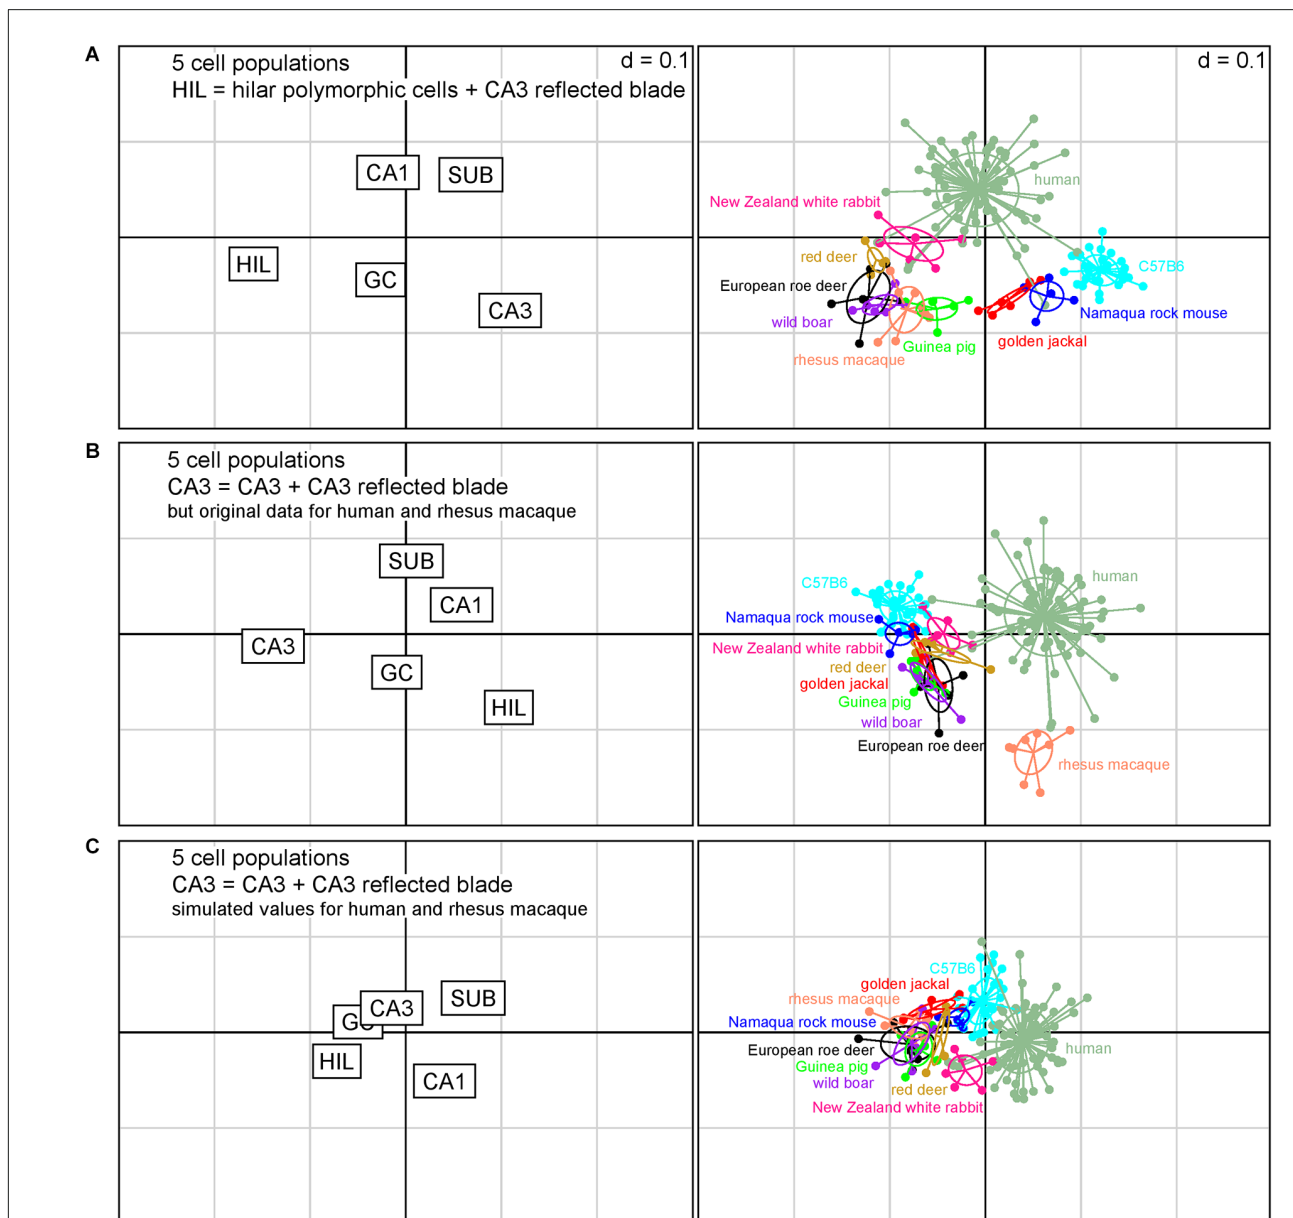 A
5 cell populations
d = 0.1
HIL = hilar polymorphic cells + CA3 reflected blade
CA1
SUB
HIL
GC
CA3
d = 0.1
human
New Zealand white rabbit
red deer
C57B6
European roe deer
Namaqua rock mouse
wild boar
golden jackal
Guinea pig
rhesus macaque
B
5 cell populations
CA3 = CA3 + CA3 reflected blade
but original data for human and rhesus macaque
SUB
CA1
CA3
GC
HIL
C57B6
human
Namaqua rock mouse
New Zealand white rabbit
red deer
golden jackal
Guinea pig
wild boar
European roe deer
rhesus macaque
C
5 cell populations
CA3 = CA3 + CA3 reflected blade
simulated values for human and rhesus macaque
SUB
CA3
HIL
CA1
C57B6
golden jackal
rhesus macaque
Namaqua rock mouse
European roe deer
human
Guinea pig
wild boar
red deer
New Zealand white rabbit